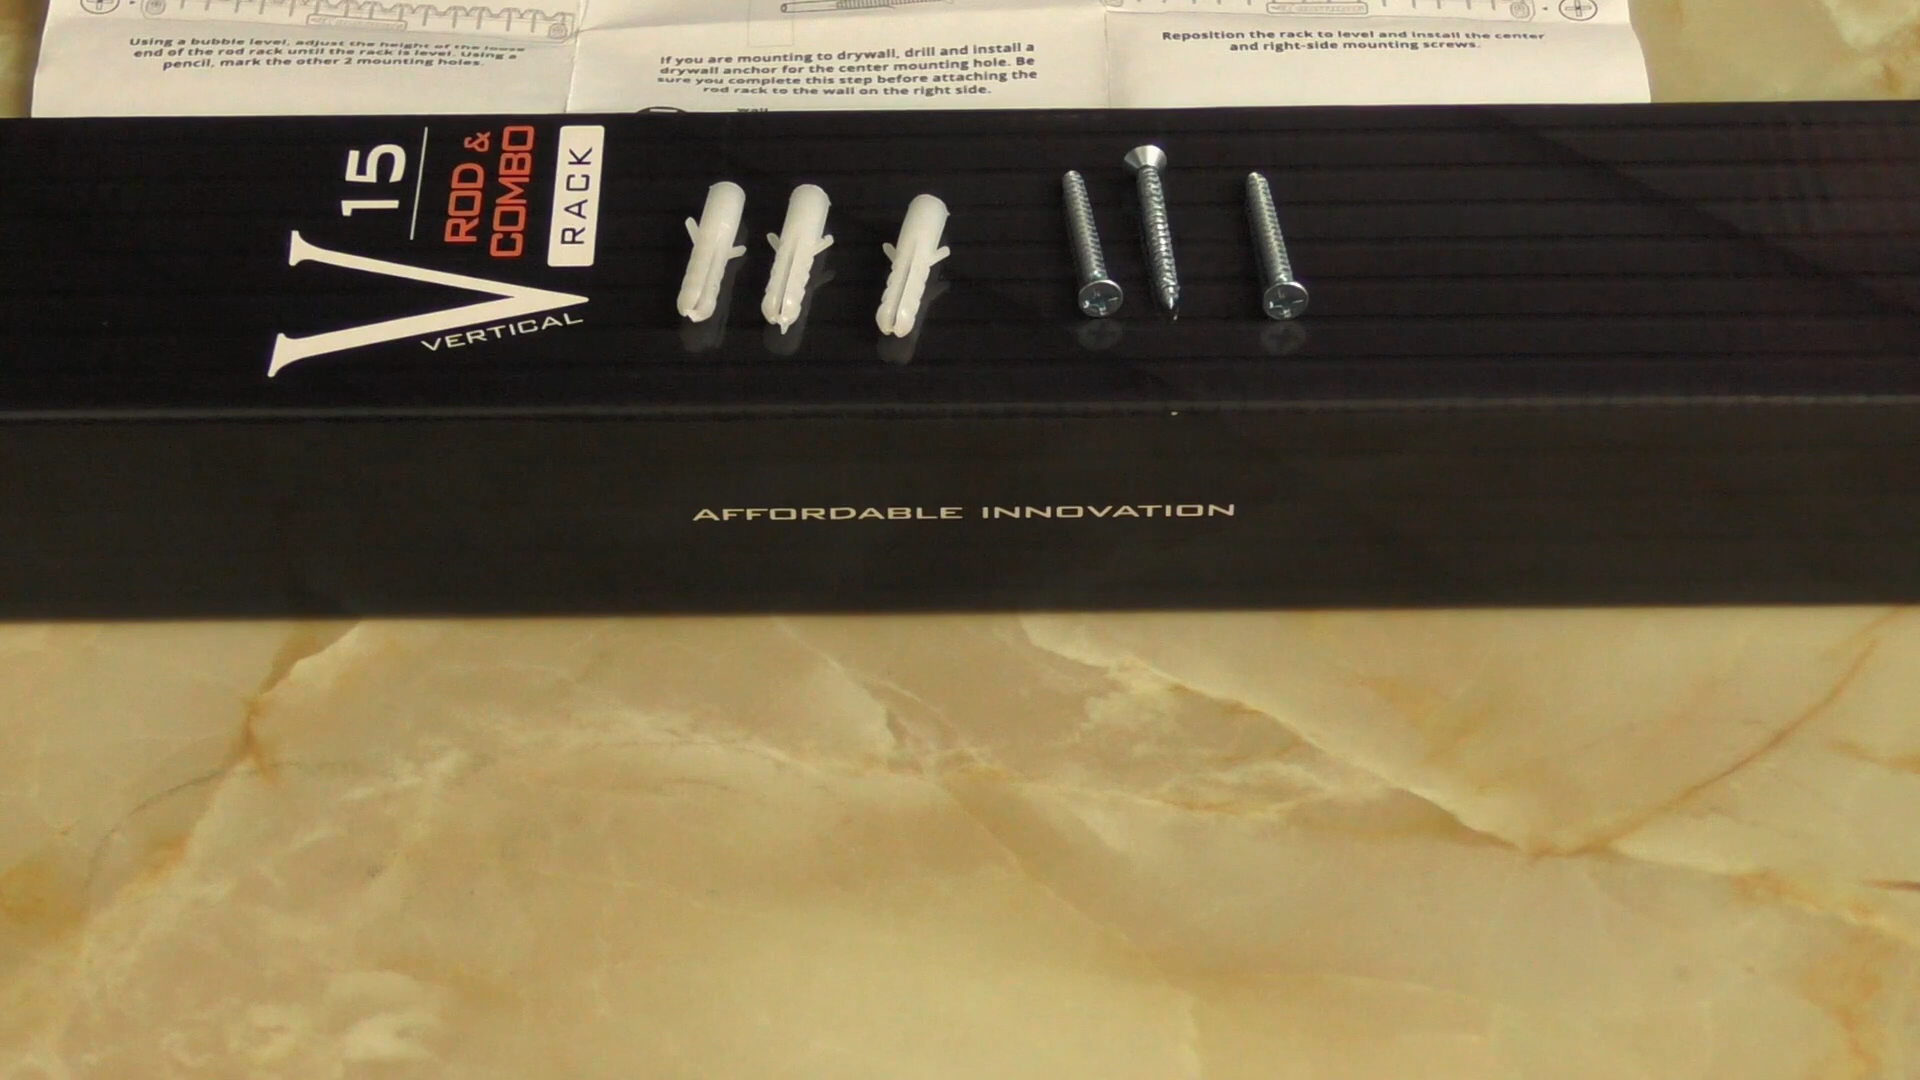 Using a bubble level, adjust the height of the loose
end of the rod rack until the rack is level. Using a
pencil, mark the other 2 mounting holes.
If you are mounting to drywall, drill and install a
drywall anchor for the center mounting hole. Be
sure you complete this step before attaching the
rod rack to the wall on the right side.
Reposition the rack to level and install the center
and right-side mounting screws.
V
15
VERTICAL
ROD &
COMBO
RACK
AFFORDABLE INNOVATION